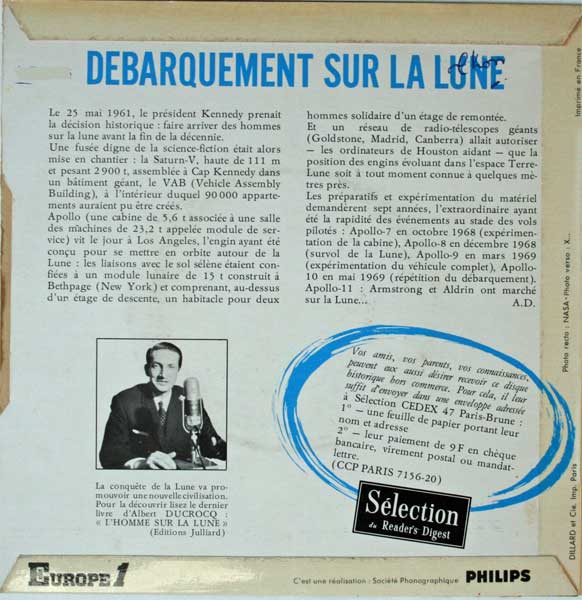 DEBARQUEMENT SUR LA LUNE
Le 25 mai 1961, le président Kennedy prenait
la décision historique : faire arriver des hommes
sur la lune avant la fin de la décennie.
Une fusée digne de la science-fiction était alors
mise en chantier : la Saturn-V, haute de 111 m
et pesant 2 900 t, assemblée à Cap Kennedy dans
un bâtiment géant, le VAB (Vehicle Assembly
Building), à l'intérieur duquel 90 000 apparte-
ments auraient pu être créés.
Apollo (une cabine de 5,6 t associée à une salle
des machines de 23,2 t appelée module de ser-
vice) vit le jour à Los Angeles, l'engin ayant été
conçu pour se mettre en orbite autour de la
Lune : les liaisons avec le sol sélène étaient con-
fiées à un module lunaire de 15 t construit à
Bethpage (New York) et comprenant, au-dessus
d'un étage de descente, un habitacle pour deux
hommes solidaire d'un étage de remontée.
Et un réseau de radio-télescopes géants
(Goldstone, Madrid, Canberra) allait autoriser
— les ordinateurs de Houston aidant — que la
position des engins évoluant dans l'espace Terre-
Lune soit à tout moment connue à quelques mè-
tres près.
Les préparatifs et expérimentation du matériel
demandèrent sept années, l'extraordinaire ayant
été la rapidité des événements au stade des vols
pilotés : Apollo-7 en octobre 1968 (expérimen-
tation de la cabine), Apollo-8 en décembre 1968
(survol de la Lune), Apollo-9 en mars 1969
(expérimentation du véhicule complet), Apollo-
10 en mai 1969 (répétition du débarquement).
Apollo-11 : Armstrong et Aldrin ont marché
sur la Lune... A.D.
La conquête de la Lune va pro-
mouvoir une nouvelle civilisation.
Pour la découvrir lisez le dernier
livre d'Albert DUCROCQ :
« L'HOMME SUR LA LUNE »
(Editions Julliard)
Vos amis, vos parents, vos connaissances,
peuvent eux aussi désirer recevoir ce disque
historique hors commerce. Pour cela, il leur
suffit d'envoyer dans une enveloppe adressée
à Sélection CEDEX 47 Paris-Brune :
1° — une feuille de papier portant leur
nom et adresse
2° — leur paiement de 9 F en chèque
bancaire, virement postal ou mandat-
lettre.
(CCP PARIS 7156-20)
Sélection
du Reader's Digest
EUROPE 1
C'est une réalisation : Société Phonographique PHILIPS
Imprimé en France
Photo recto : NASA - Photo verso : X...
DILLARD et Cie. Imp. Paris